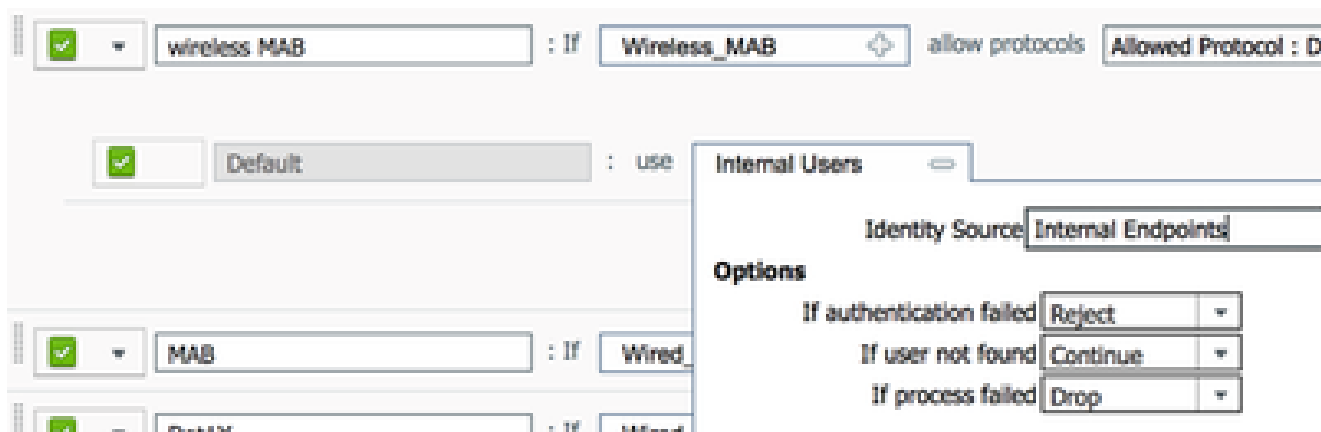 wireless MAB : If Wireless_MAB allow protocols Allowed Protocol : D
Default : use Internal Users
Identity Source Internal Endpoints
Options
If authentication failed Reject
If user not found Continue
If process failed Drop
MAB : If Wired_
: If